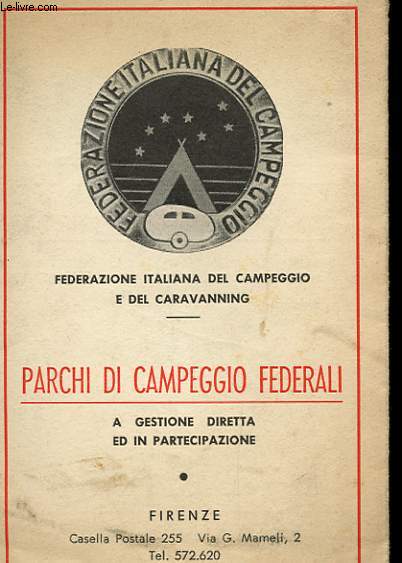 Le-livre.com
FEDERAZIONE ITALIANA DEL CAMPEGGIO
FEDERAZIONE ITALIANA DEL CAMPEGGIO
E DEL CARAVANNING
PARCHI DI CAMPEGGIO FEDERALI
A GESTIONE DIRETTA
ED IN PARTECIPAZIONE
FIRENZE
Casella Postale 255 Via G. Mameli, 2
Tel. 572.620